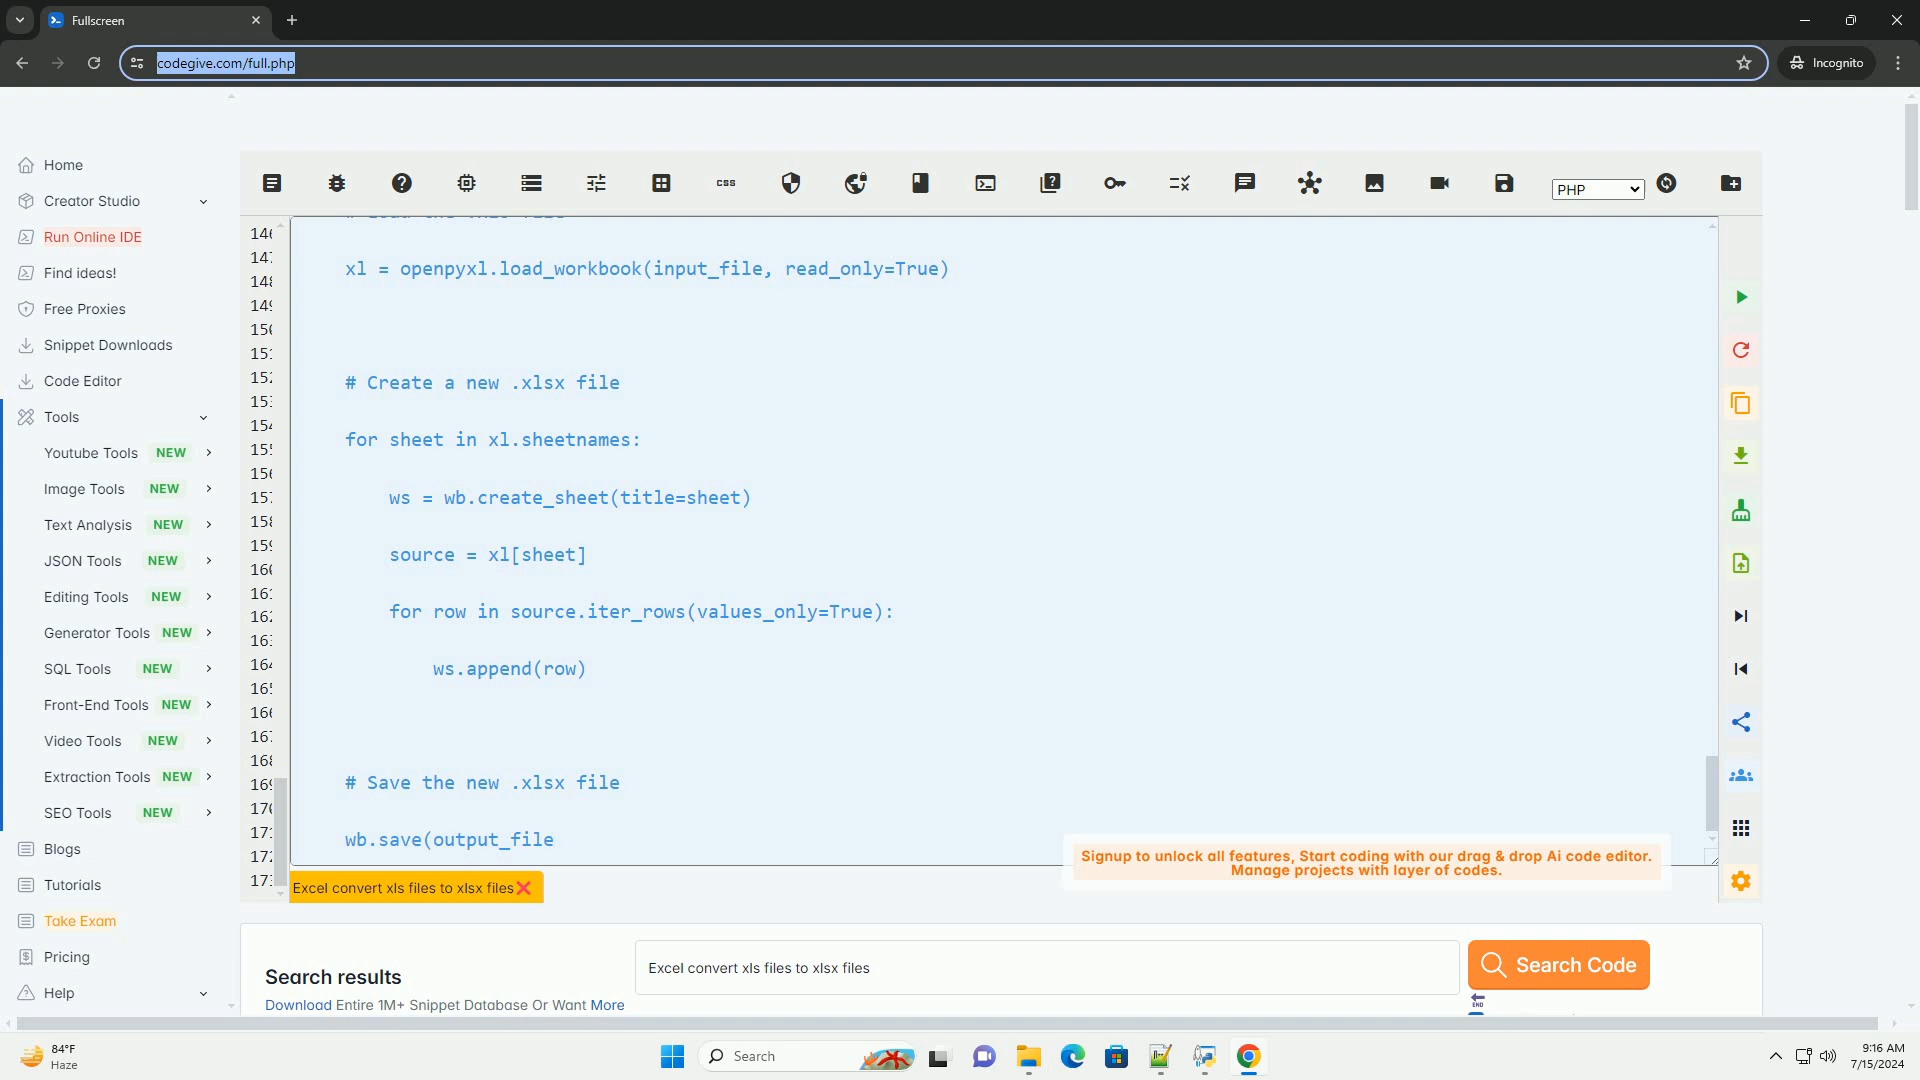 Fullscreen
codegive.com/full.php
Incognito
Home
Creator Studio
Run Online IDE
Find ideas!
Free Proxies
Snippet Downloads
Code Editor
Tools
Youtube Tools NEW
Image Tools NEW
Text Analysis NEW
JSON Tools NEW
Editing Tools NEW
Generator Tools NEW
SQL Tools NEW
Front-End Tools NEW
Video Tools NEW
Extraction Tools NEW
SEO Tools NEW
Blogs
Tutorials
Take Exam
Pricing
Help
css
PHP
xl = openpyxl.load_workbook(input_file, read_only=True)
# Create a new .xlsx file
for sheet in xl.sheetnames:
ws = wb.create_sheet(title=sheet)
source = xl[sheet]
for row in source.iter_rows(values_only=True):
ws.append(row)
# Save the new .xlsx file
wb.save(output_file
Signup to unlock all features, Start coding with our drag & drop Ai code editor.
Manage projects with layer of codes.
Excel convert xls files to xlsx files
Search results
Download Entire 1M+ Snippet Database Or Want More
Excel convert xls files to xlsx files
Search Code
END
84°F
Haze
Search
9:16 AM
7/15/2024